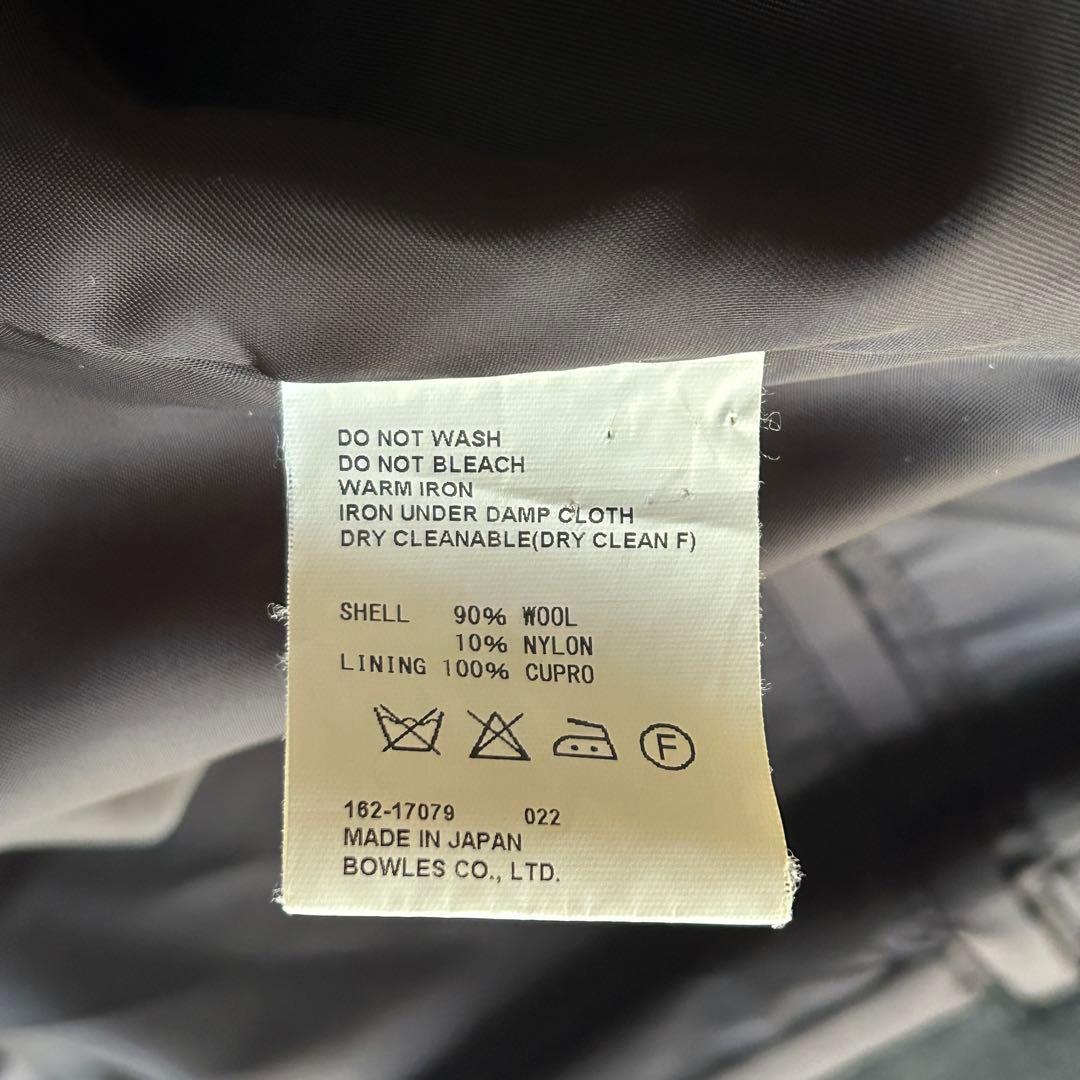 DO NOT WASH
DO NOT BLEACH
WARM IRON
IRON UNDER DAMP CLOTH
DRY CLEANABLE(DRY CLEAN F)
SHELL 90% WOOL
10% NYLON
LINING 100% CUPRO
F
162-17079 022
MADE IN JAPAN
BOWLES CO., LTD.